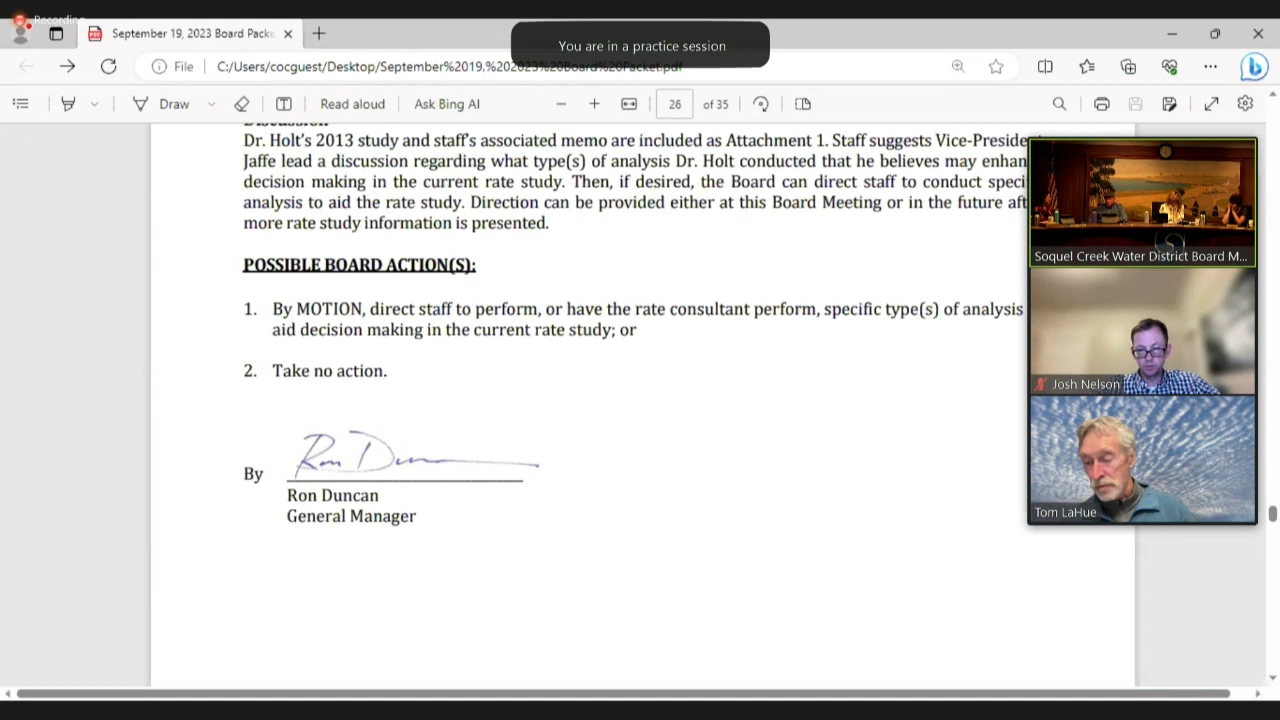 Recording
September 19, 2023 Board Packe
You are in a practice session
File
C:/Users/cocguest/Desktop/September%2019.%202023%20Board%20Packet.pdf
Draw
Read aloud
Ask Bing AI
26
of 35
Discussion
Dr. Holt's 2013 study and staff's associated memo are included as Attachment 1. Staff suggests Vice-Preside
Jaffe lead a discussion regarding what type(s) of analysis Dr. Holt conducted that he believes may enhan
decision making in the current rate study. Then, if desired, the Board can direct staff to conduct speci
analysis to aid the rate study. Direction can be provided either at this Board Meeting or in the future aft
more rate study information is presented.
POSSIBLE BOARD ACTION(S):
1. By MOTION, direct staff to perform, or have the rate consultant perform, specific type(s) of analysis
aid decision making in the current rate study; or
2. Take no action.
By
Ron Duncan
General Manager
Soquel Creek Water District Board M...
Josh Nelson
Tom LaHue